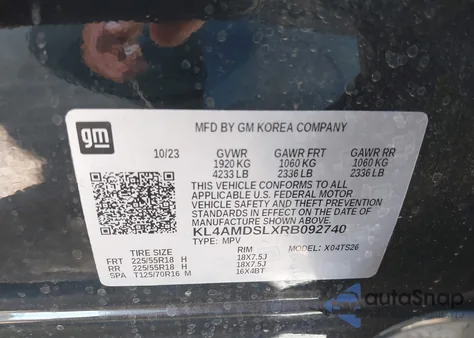 gm
MFD BY GM KOREA COMPANY
10/23 GVWR GAWR FRT GAWR RR
1920 KG 1060 KG 1060 KG
4233 LB 2336 LB 2336 LB
THIS VEHICLE CONFORMS TO ALL
APPLICABLE U.S. FEDERAL MOTOR
VEHICLE SAFETY AND THEFT PREVENTION
STANDARDS IN EFFECT ON THE DATE OF
MANUFACTURE SHOWN ABOVE.
KL4AMDSLXRB092740
TYPE: MPV MODEL: X04TS26
TIRE SIZE RIM
FRT 225/55R18 H 18X7.5J
RR 225/55R18 H 18X7.5J
SPA T125/70R16 M 16X4BT
autoSnap